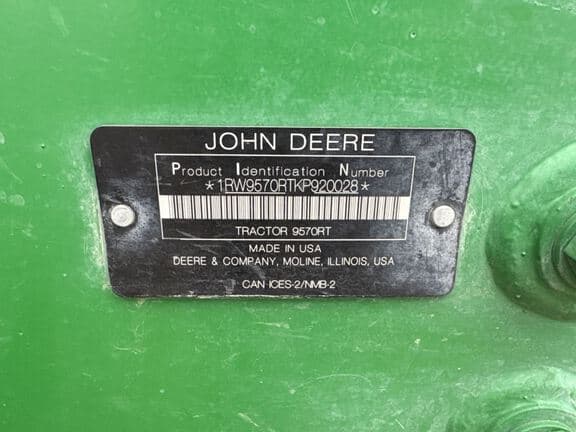 JOHN DEERE
Product Identification Number
*1RW9570RTKP920028*
TRACTOR 9570RT
MADE IN USA
DEERE & COMPANY, MOLINE, ILLINOIS, USA
CAN ICES-2/NMB-2